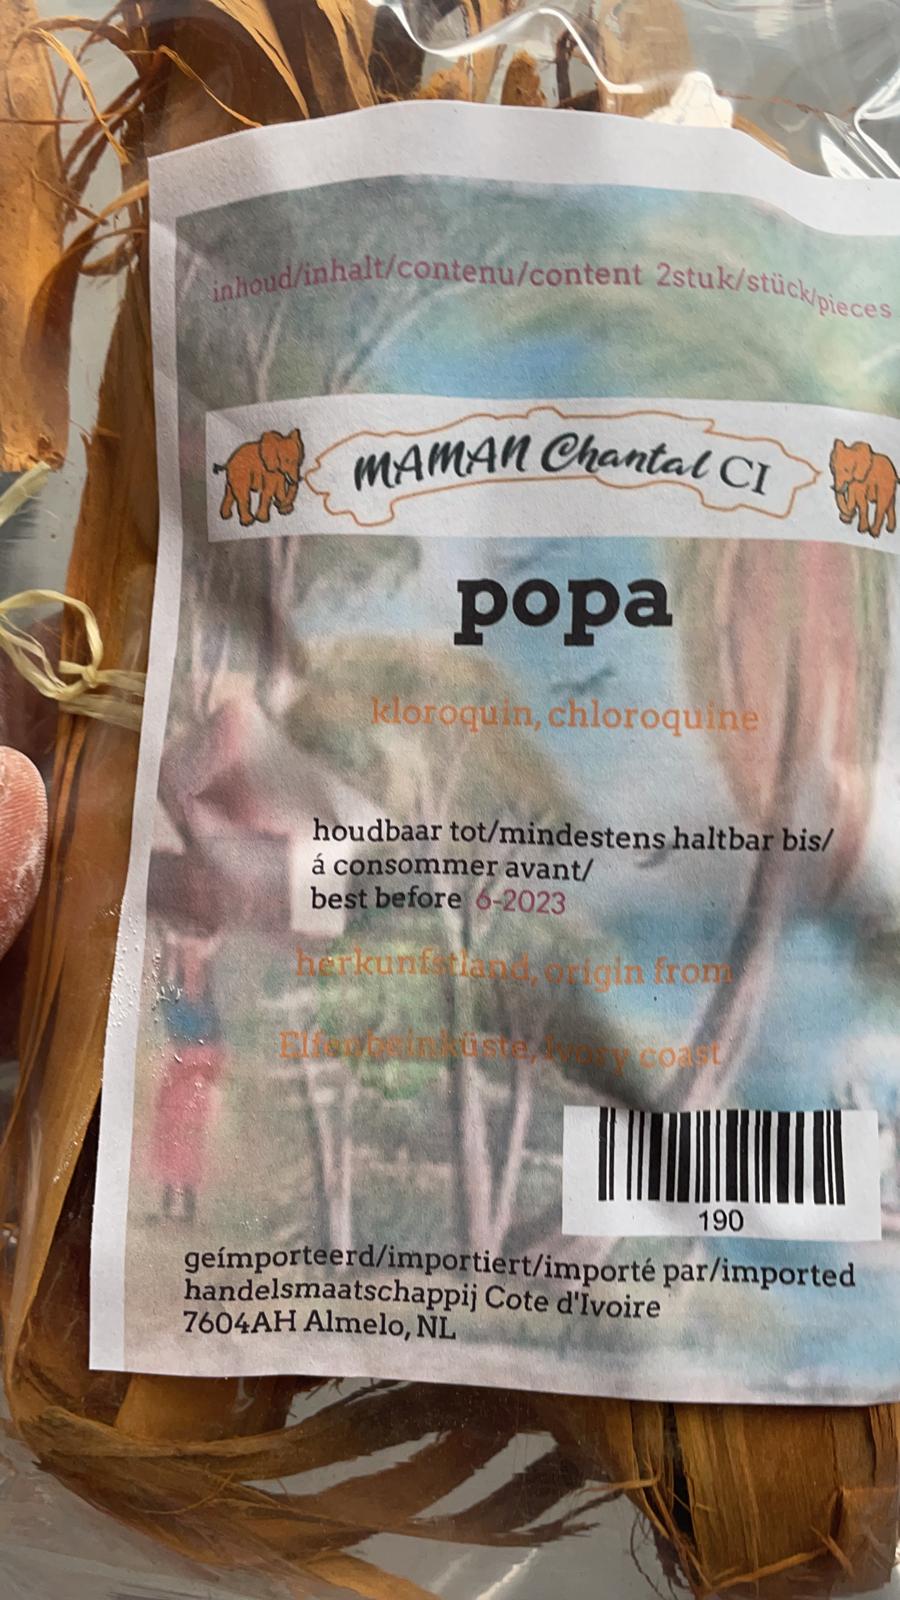 inhoud/inhalt/contenu/content 2stuk/stück/pieces
MAMAN Chantal CI
popa
kloroquin, chloroquine
houdbaar tot/mindestens haltbar bis/
á consommer avant/
best before 6-2023
herkunfstland, origin from
Elfenbeinküste, Ivory coast
190
geímporteerd/importiert/importé par/imported
handelsmaatschappij Cote d'Ivoire
7604AH Almelo, NL